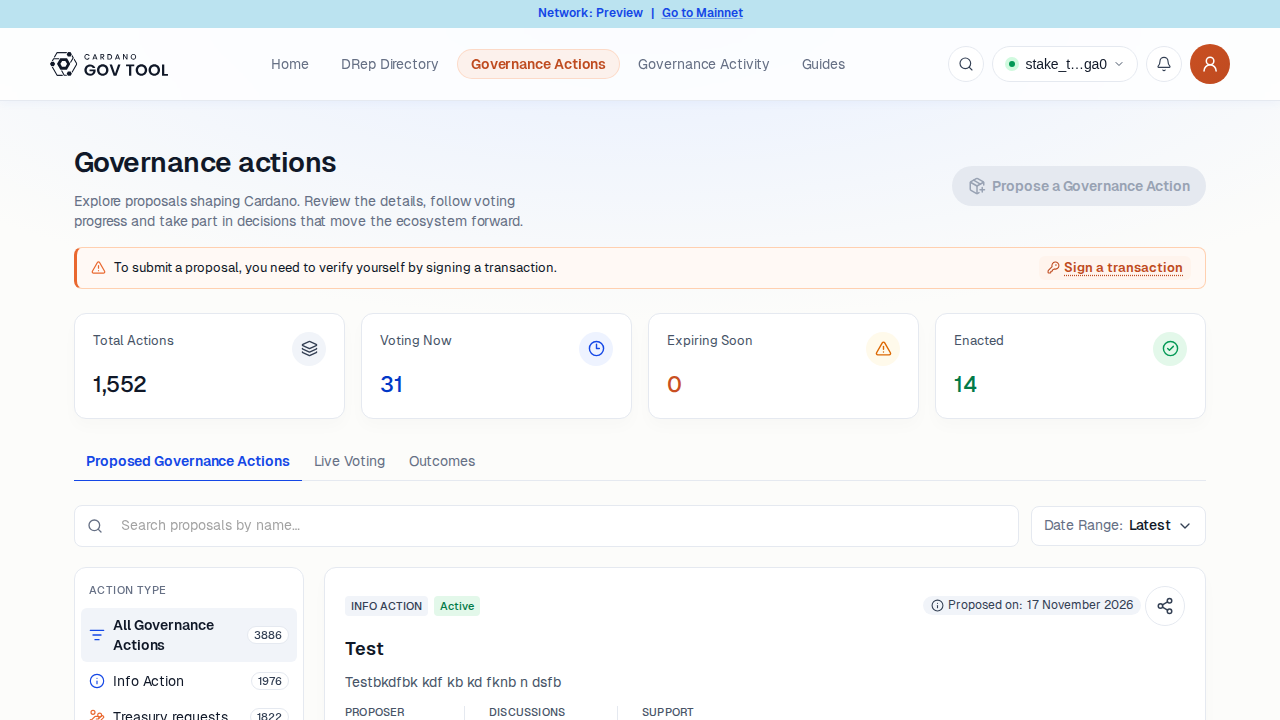 Network: Preview | Go to Mainnet
CARDANO
GOV TOOL
Home
DRep Directory
Governance Actions
Governance Activity
Guides
stake_t...ga0
Governance actions
Explore proposals shaping Cardano. Review the details, follow voting
progress and take part in decisions that move the ecosystem forward.
Propose a Governance Action
To submit a proposal, you need to verify yourself by signing a transaction.
Sign a transaction
Total Actions
1,552
Voting Now
31
Expiring Soon
0
Enacted
14
Proposed Governance Actions
Live Voting
Outcomes
Search proposals by name...
Date Range: Latest
ACTION TYPE
All Governance
Actions
3886
Info Action
1976
Treasury requests
1822
INFO ACTION
Active
Proposed on: 17 November 2026
Test
Testbkdfbk kdf kb kd fknb n dsfb
PROPOSER
DISCUSSIONS
SUPPORT